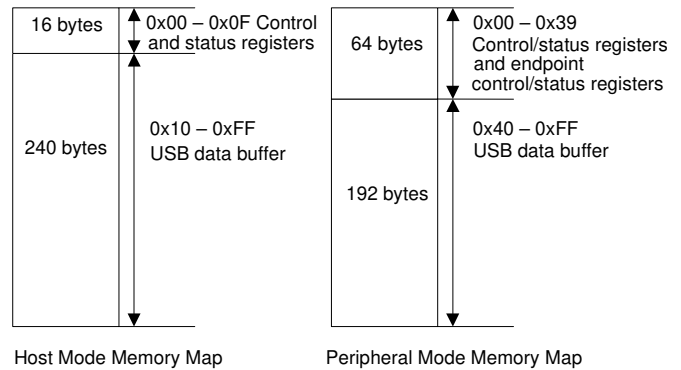 16 bytes
0x00 – 0x0F Control
and status registers
240 bytes
0x10 – 0xFF
USB data buffer
Host Mode Memory Map
64 bytes
0x00 – 0x39
Control/status registers
and endpoint
control/status registers
192 bytes
0x40 – 0xFF
USB data buffer
Peripheral Mode Memory Map